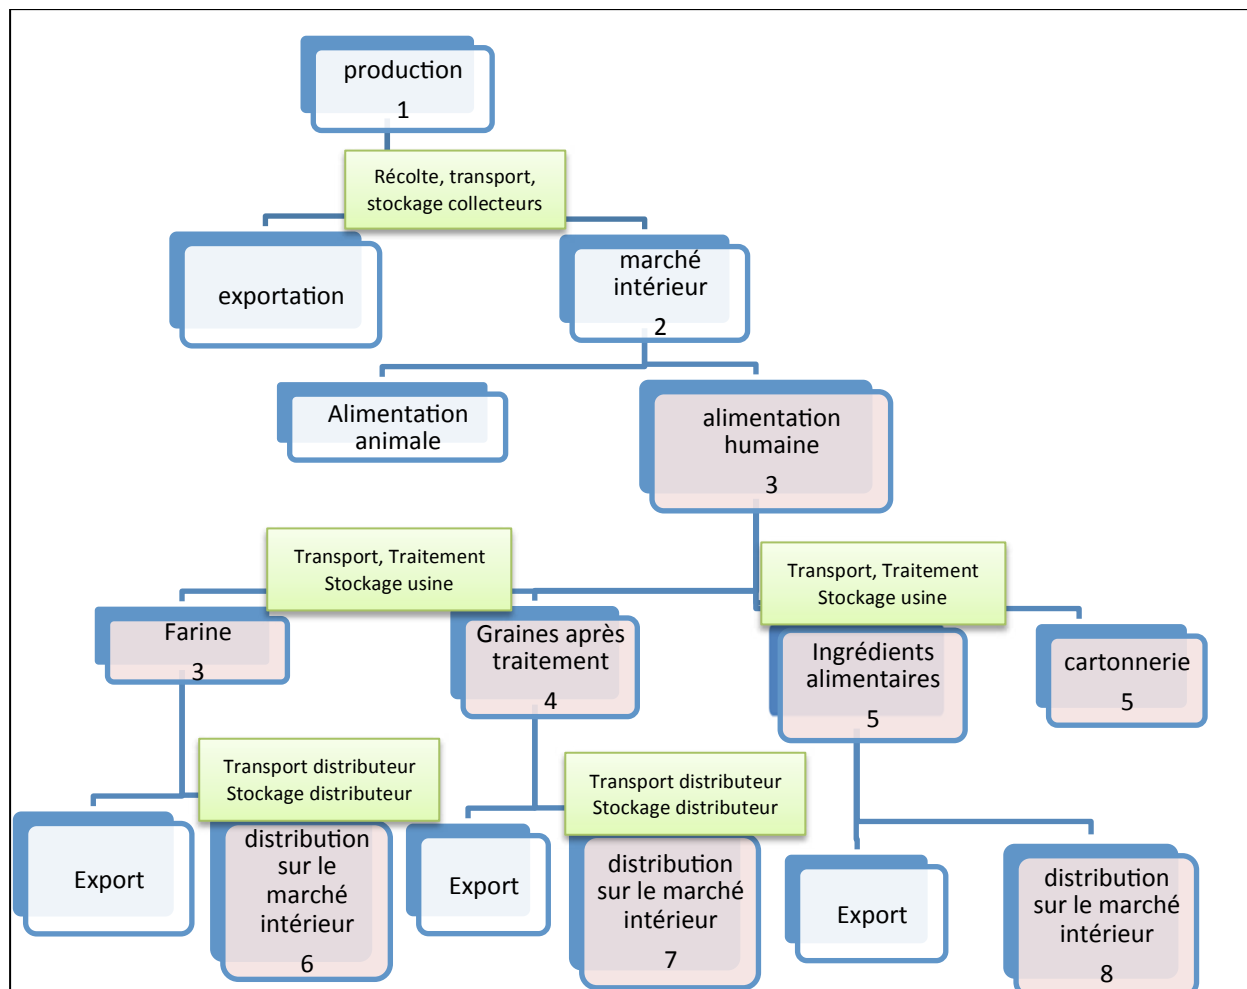 production
1
Récolte, transport,
stockage collecteurs
exportation
marché
intérieur
2
Alimentation
animale
alimentation
humaine
3
Transport, Traitement
Stockage usine
Transport, Traitement
Stockage usine
Farine
3
Graines après
traitement
4
Ingrédients
alimentaires
5
cartonnerie
5
Transport distributeur
Stockage distributeur
Transport distributeur
Stockage distributeur
Export
distribution
sur le
marché
intérieur
6
Export
distribution
sur le marché
intérieur
7
Export
distribution
sur le marché
intérieur
8